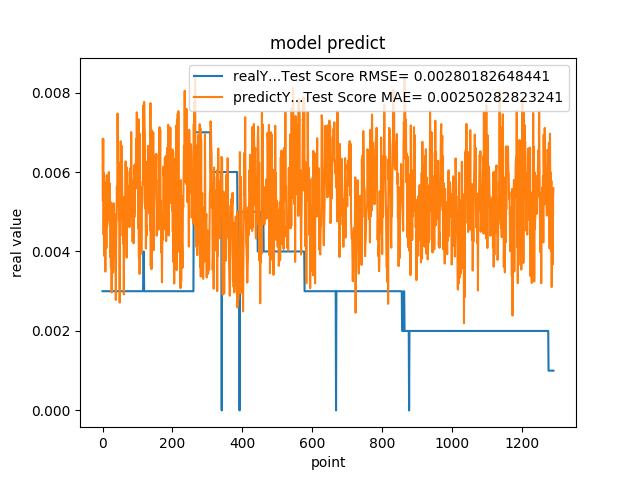 model predict
realY...Test Score RMSE= 0.00280182648441
predictY...Test Score MAE= 0.00250282823241
0.008
0.006
0.004
0.002
0.000
real value
0
200
400
600
800
1000
1200
point